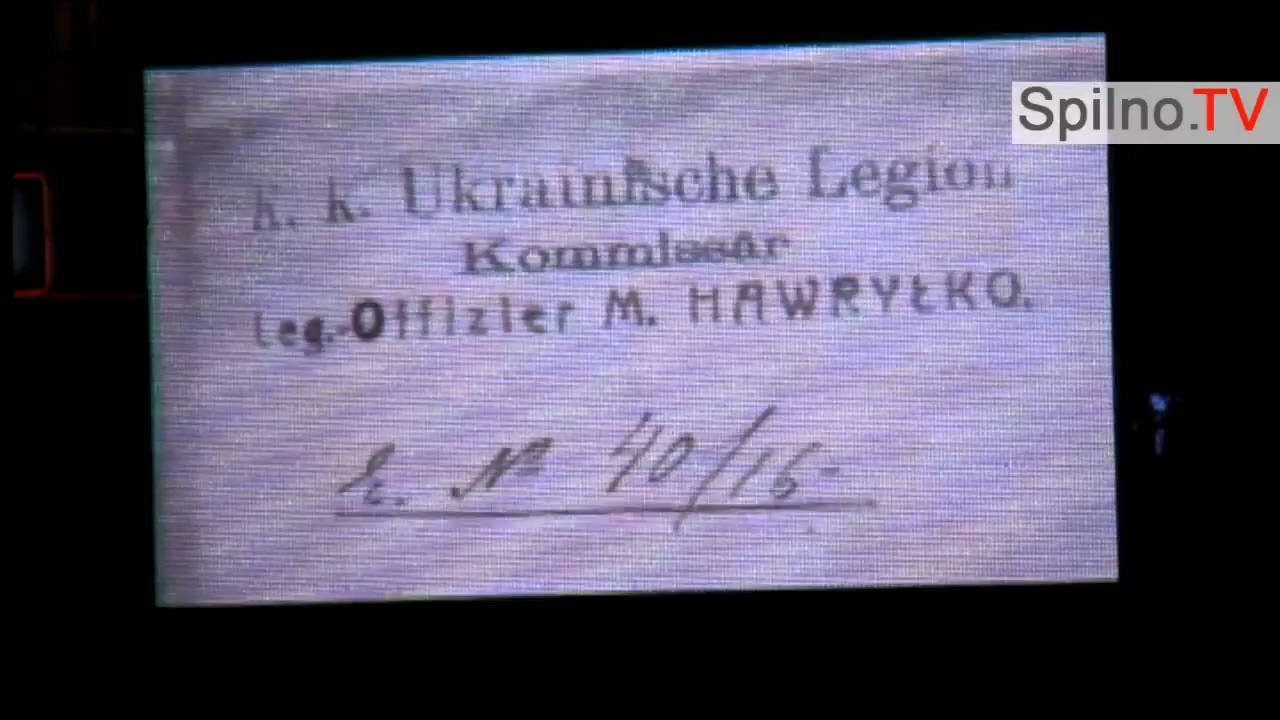 Spilno.TV
k. k. Ukrainische Legion
Kommissär
Leg.-Offizier M. HAWRYŁKO.
E. № 40/16